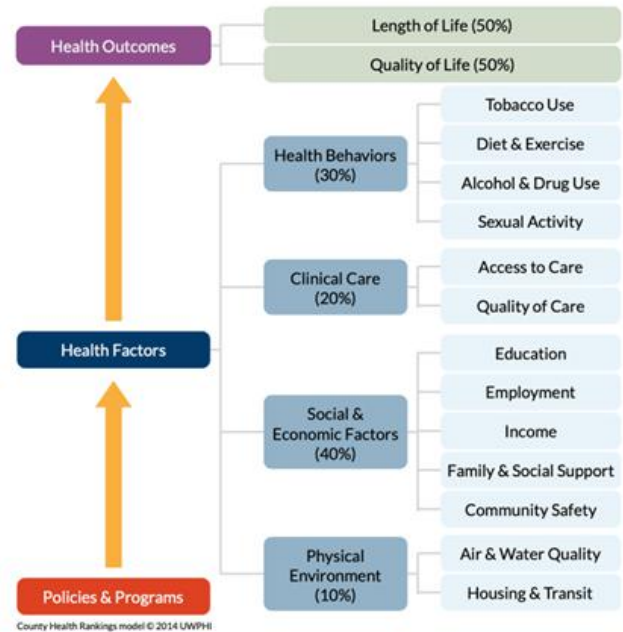 Health Outcomes
Length of Life (50%)
Quality of Life (50%)
Health Behaviors
(30%)
Tobacco Use
Diet & Exercise
Alcohol & Drug Use
Sexual Activity
Clinical Care
(20%)
Access to Care
Quality of Care
Health Factors
Social &
Economic Factors
(40%)
Education
Employment
Income
Family & Social Support
Community Safety
Physical
Environment
(10%)
Air & Water Quality
Housing & Transit
Policies & Programs
County Health Rankings model © 2014 UWPHI